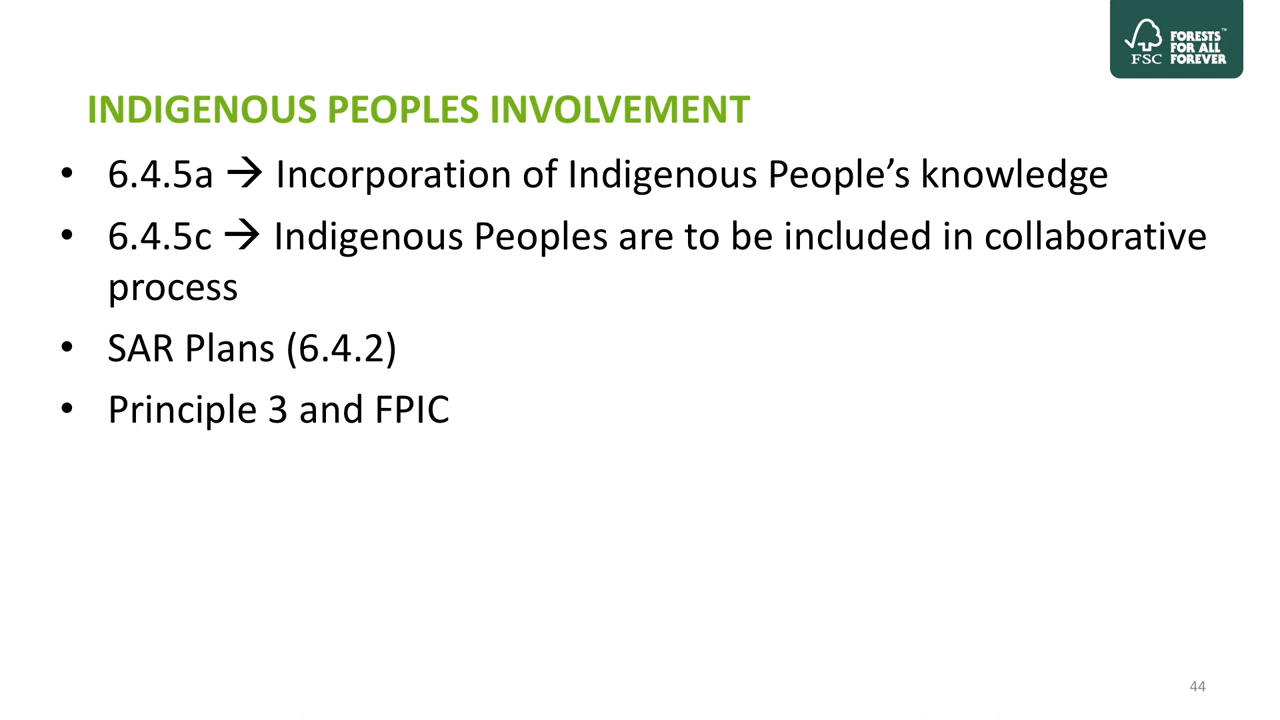 FSC
FORESTS™
FOR ALL
FOREVER
INDIGENOUS PEOPLES INVOLVEMENT
• 6.4.5a → Incorporation of Indigenous People’s knowledge
• 6.4.5c → Indigenous Peoples are to be included in collaborative
process
• SAR Plans (6.4.2)
• Principle 3 and FPIC
44